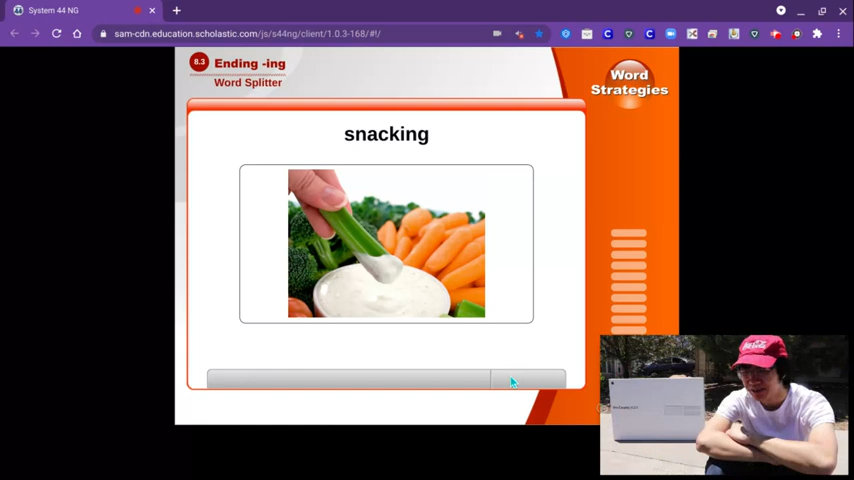 System 44 NG
sam-cdn.education.scholastic.com/js/s44ng/client/1.0.3-168/#!/
8.3 Ending -ing
Word Splitter
Word
Strategies
snacking